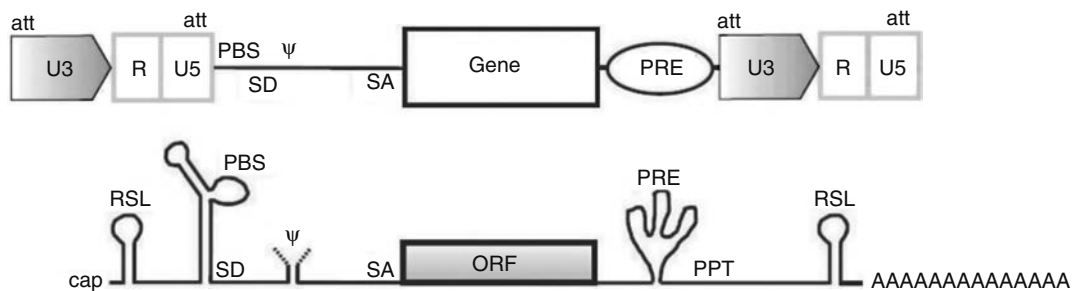 att att att att
U3 R U5 PBS ψ SD SA Gene PRE U3 R U5
RSL PBS ψ PRE RSL
cap SD SA ORF PPT AAAAAAAAAAAAAA